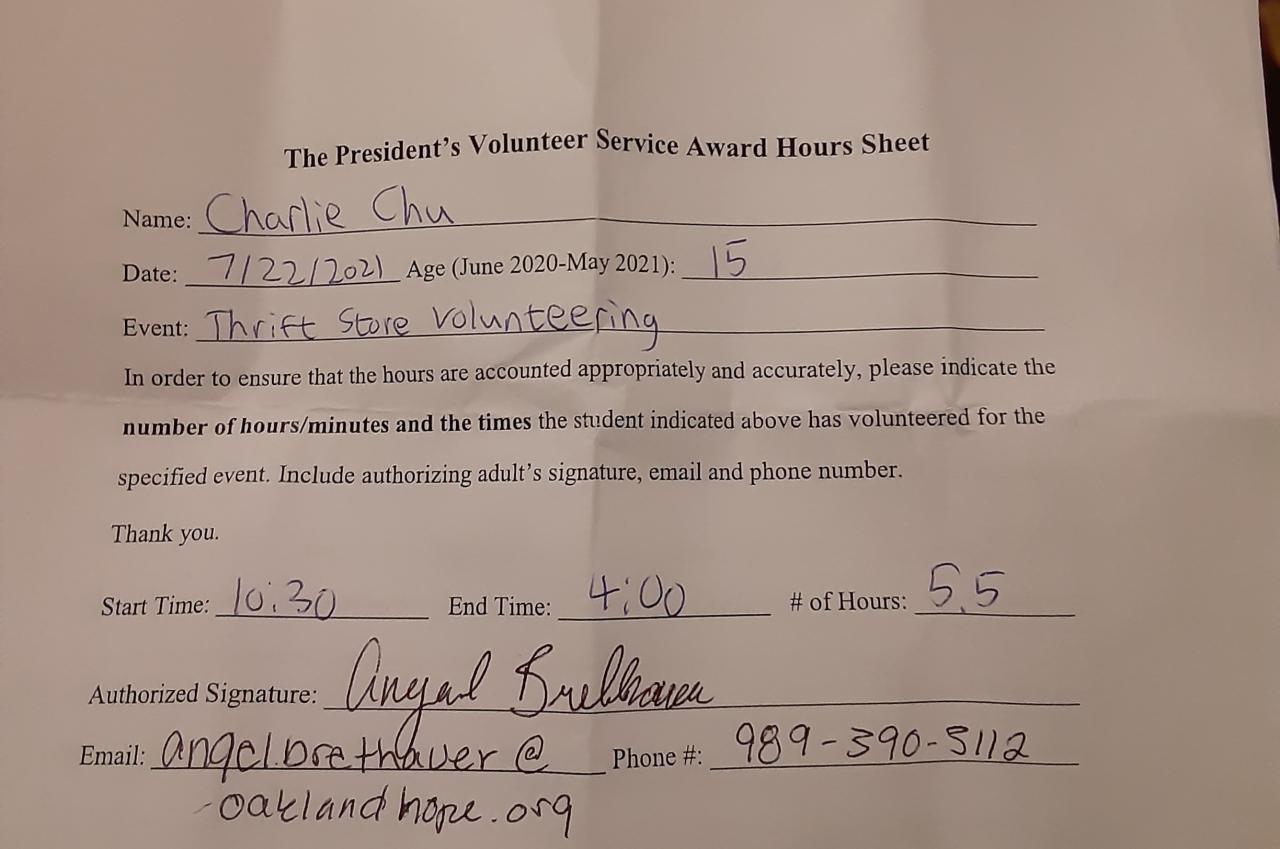 The President's Volunteer Service Award Hours Sheet
Name: Charlie Chu
Date: 7/22/2021 Age (June 2020-May 2021): 15
Event: Thrift Store Volunteering
In order to ensure that the hours are accounted appropriately and accurately, please indicate the
number of hours/minutes and the times the student indicated above has volunteered for the
specified event. Include authorizing adult's signature, email and phone number.
Thank you.
Start Time: 10:30 End Time: 4:00 # of Hours: 5.5
Authorized Signature: Angel
Email: angel.brethauer@ Phone #: 989-390-5112
oaklandhope.org